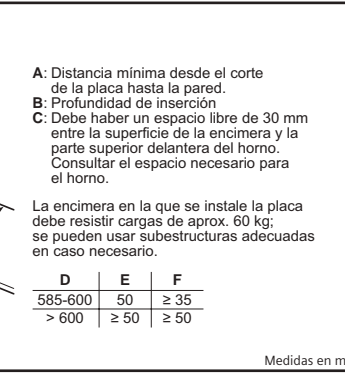 A: Distancia mínima desde el corte
de la placa hasta la pared.
B: Profundidad de inserción
C: Debe haber un espacio libre de 30 mm
entre la superficie de la encimera y la
parte superior delantera del horno.
Consultar el espacio necesario para
el horno.
La encimera en la que se instale la placa
debe resistir cargas de aprox. 60 kg;
se pueden usar subestructuras adecuadas
en caso necesario.
D E F
585-600 50 ≥ 35
> 600 ≥ 50 ≥ 50
Medidas en m